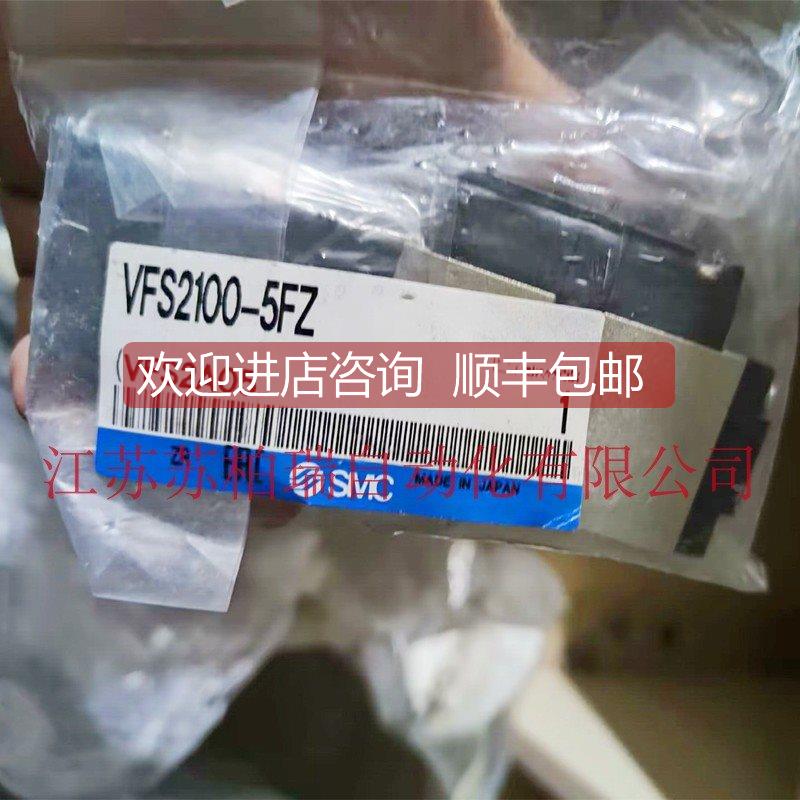 VFS2100-5FZ
欢迎进店咨询 顺丰包邮
1
江苏苏柏瑞自动化有限公司
SMC MADE IN JAPAN